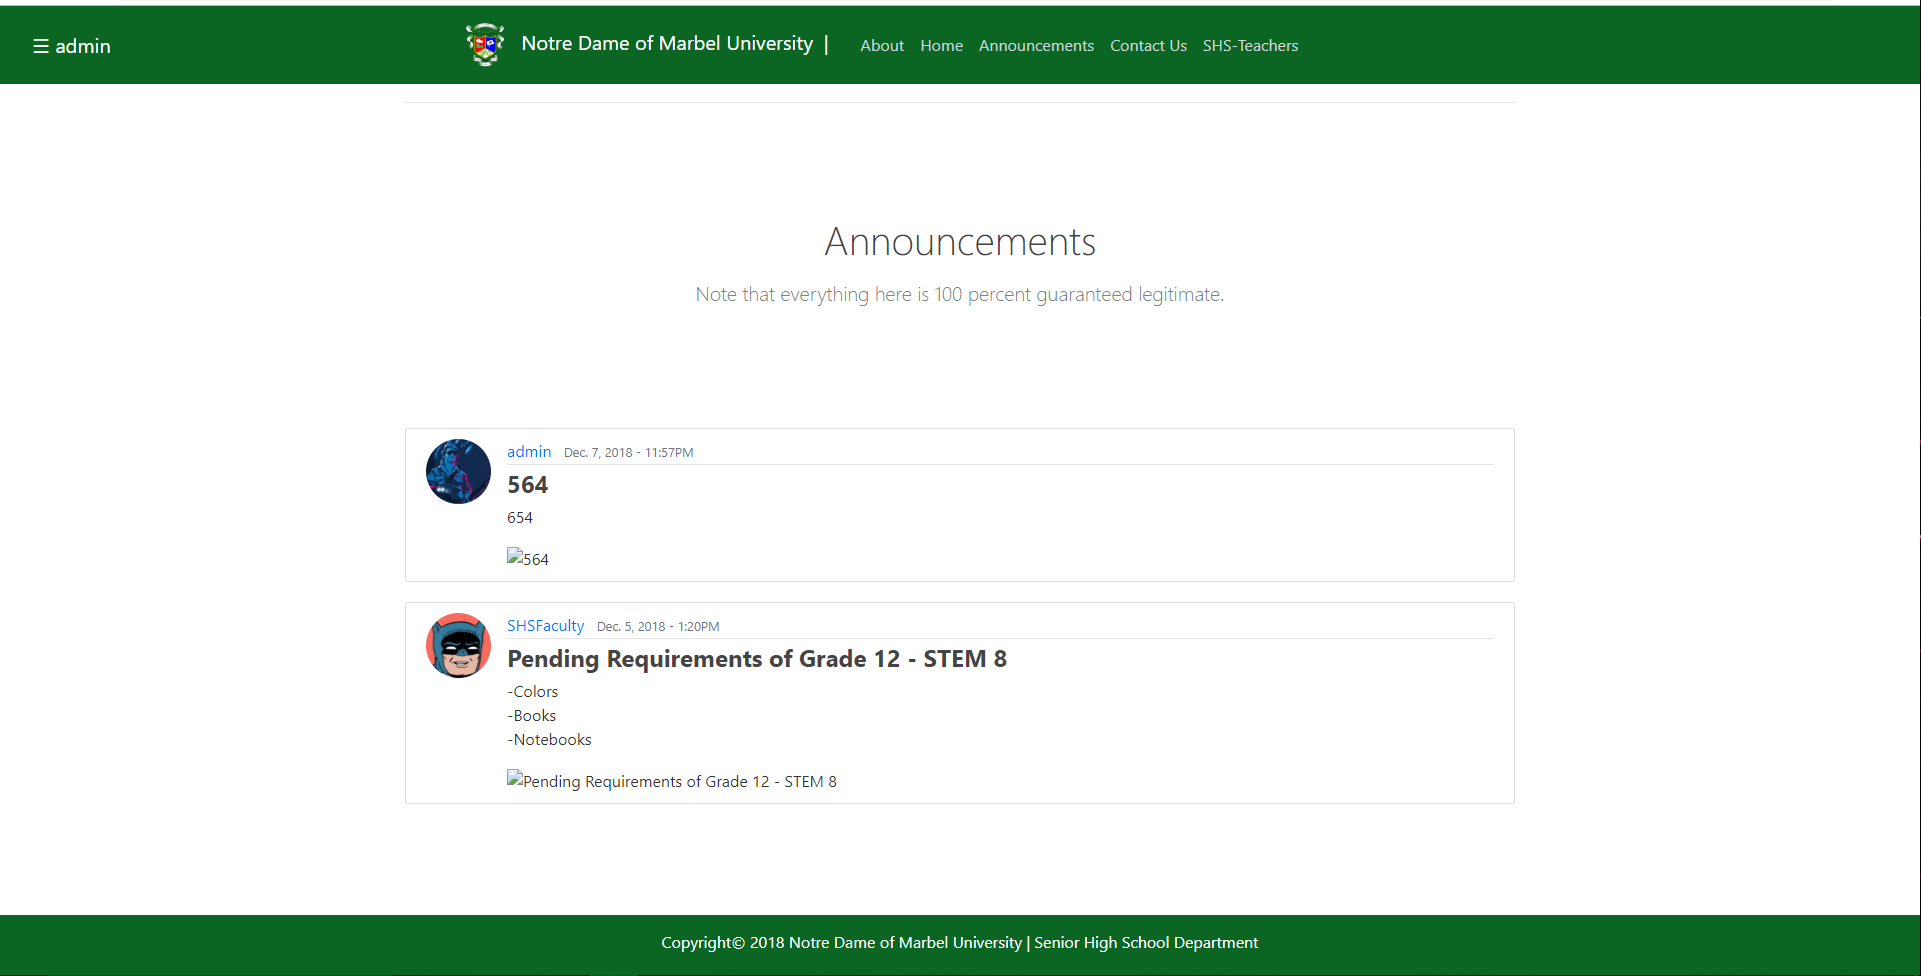 ☰ admin
Notre Dame of Marbel University | About Home Announcements Contact Us SHS-Teachers
Announcements
Note that everything here is 100 percent guaranteed legitimate.
admin Dec. 7, 2018 - 11:57PM
564
654
564
SHSFaculty Dec. 5, 2018 - 1:20PM
Pending Requirements of Grade 12 - STEM 8
-Colors
-Books
-Notebooks
Pending Requirements of Grade 12 - STEM 8
Copyright© 2018 Notre Dame of Marbel University | Senior High School Department